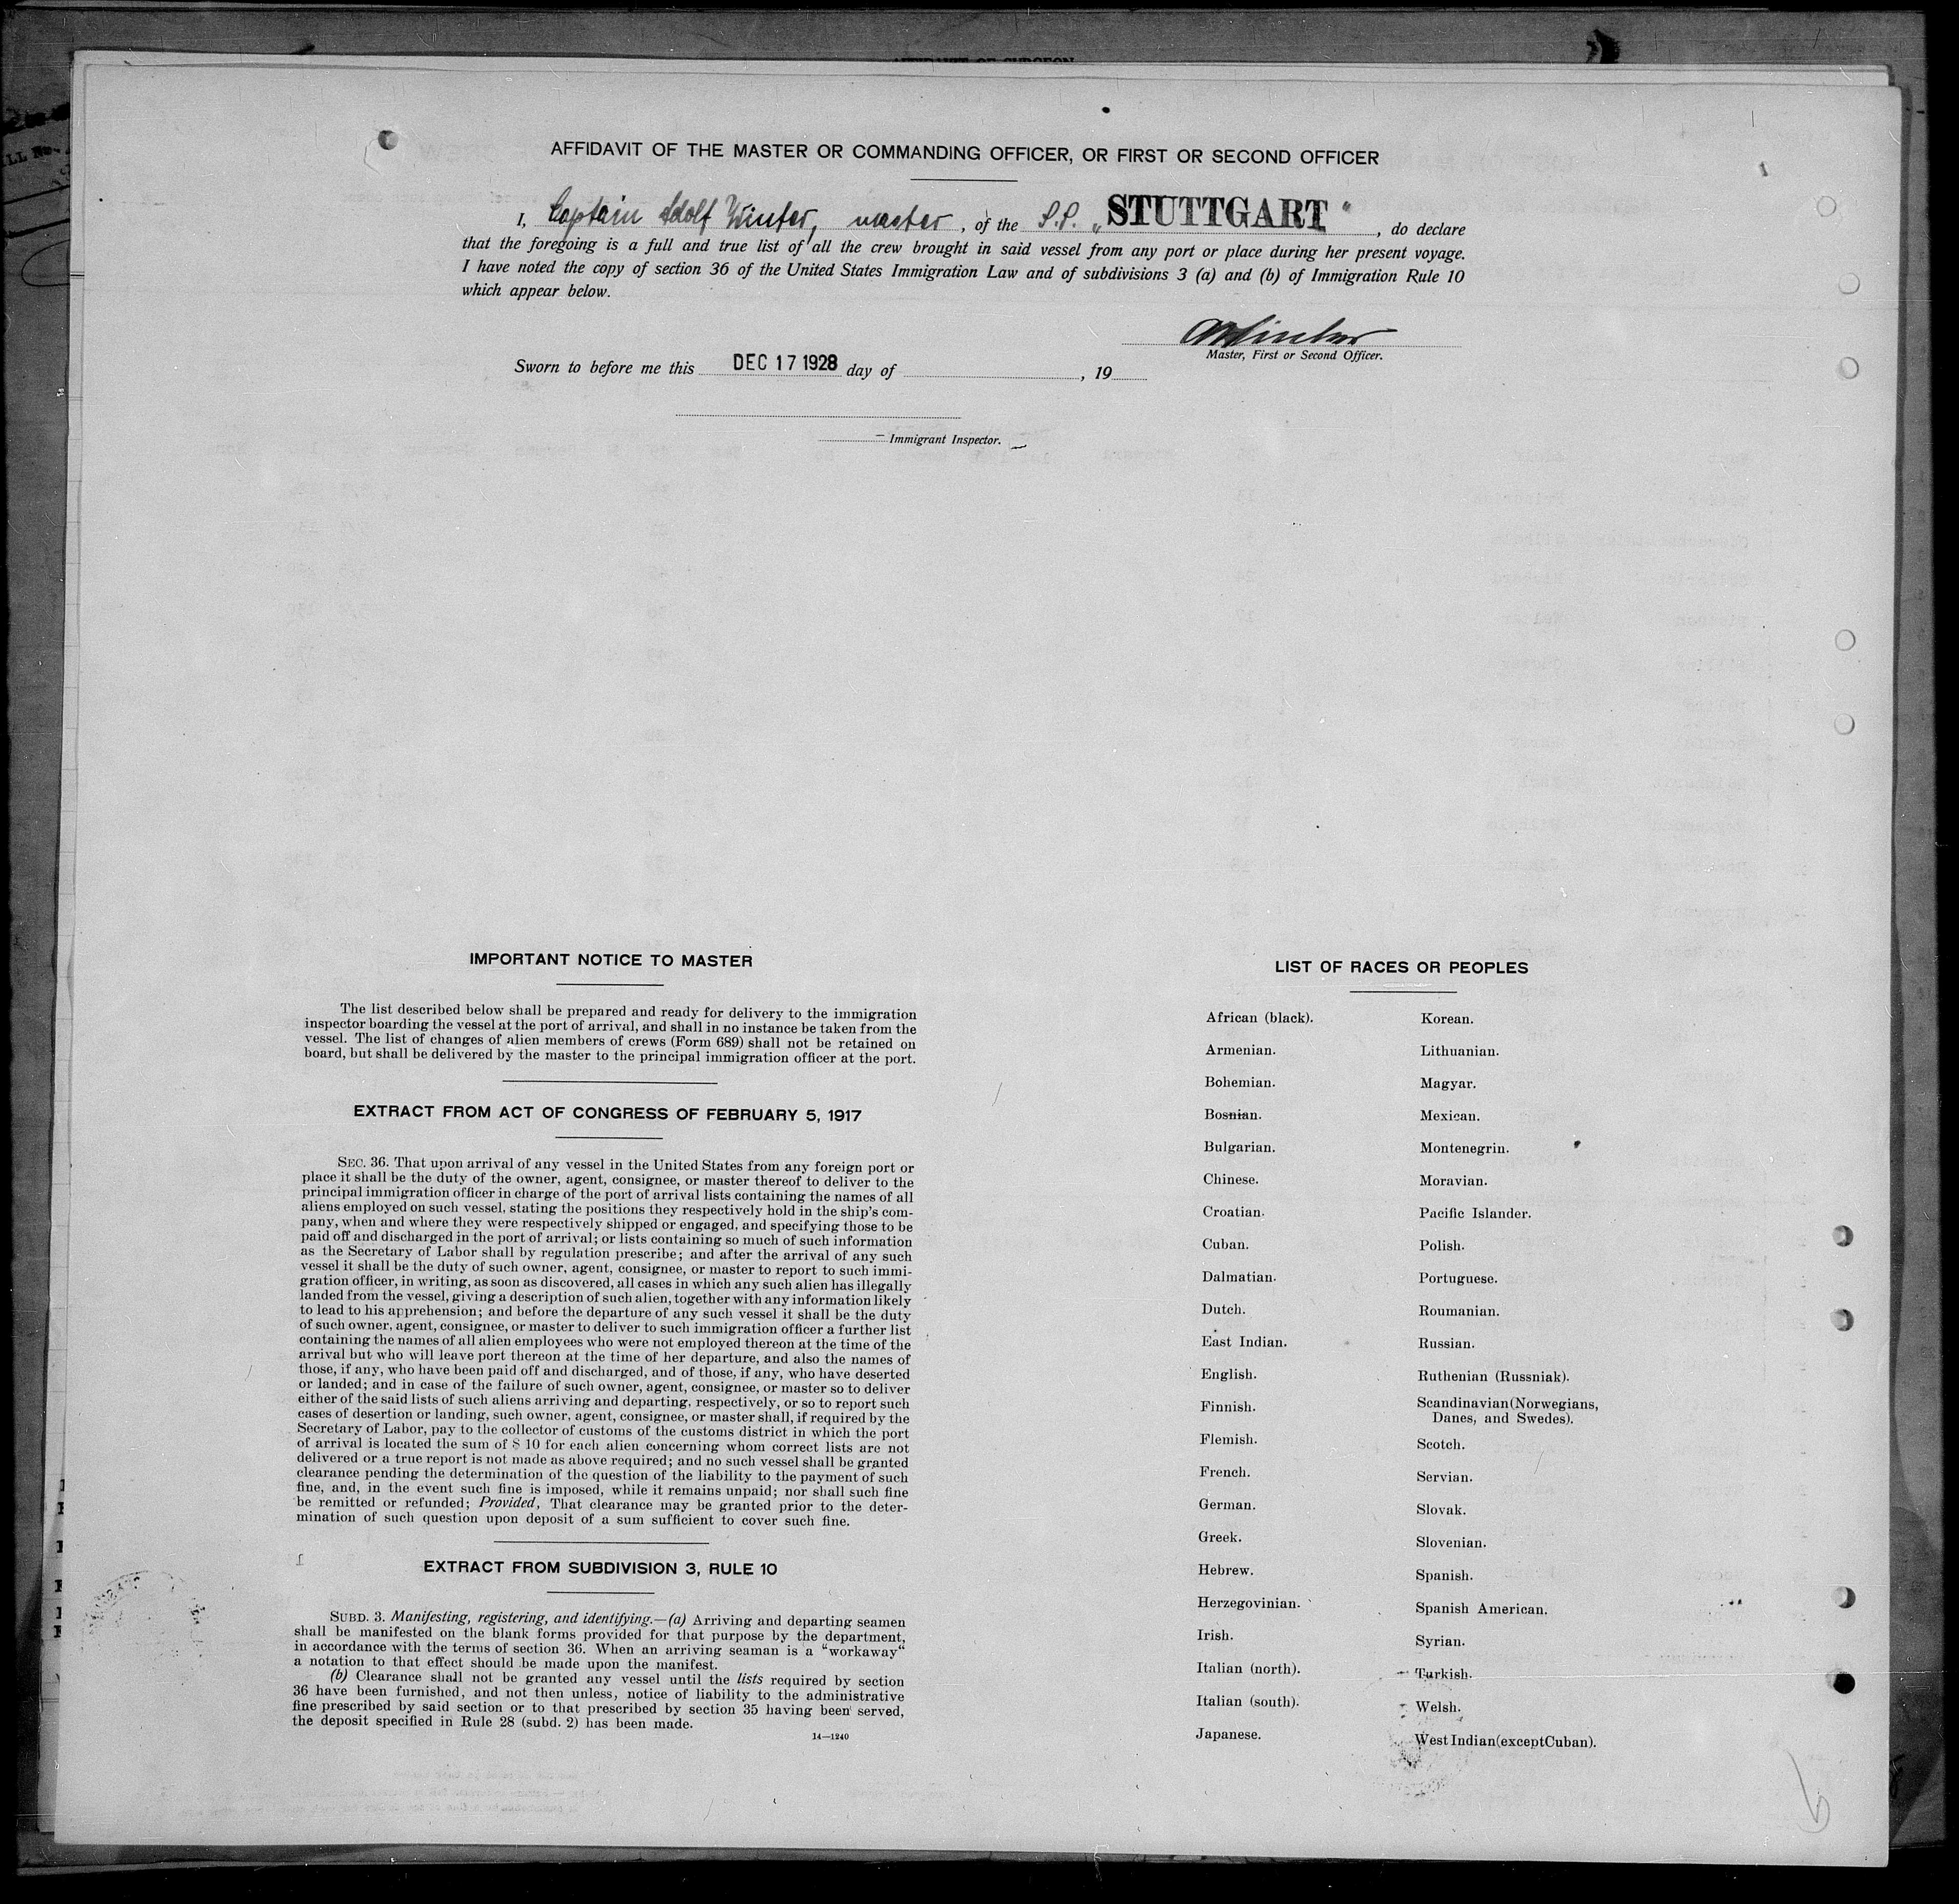 AFFIDAVIT OF THE MASTER OR COMMANDING OFFICER, OR FIRST OR SECOND OFFICER
I, Captain Adolf Winter, master, of the S.S. „STUTTGART“, do declare
that the foregoing is a full and true list of all the crew brought in said vessel from any port or place during her present voyage.
I have noted the copy of section 36 of the United States Immigration Law and of subdivisions 3 (a) and (b) of Immigration Rule 10
which appear below.
AWinter
Master, First or Second Officer.
Sworn to before me this DEC 17 1928 day of , 19
Immigrant Inspector.
IMPORTANT NOTICE TO MASTER
The list described below shall be prepared and ready for delivery to the immigration
inspector boarding the vessel at the port of arrival, and shall in no instance be taken from the
vessel. The list of changes of alien members of crews (Form 689) shall not be retained on
board, but shall be delivered by the master to the principal immigration officer at the port.
EXTRACT FROM ACT OF CONGRESS OF FEBRUARY 5, 1917
SEC. 36. That upon arrival of any vessel in the United States from any foreign port or
place it shall be the duty of the owner, agent, consignee, or master thereof to deliver to the
principal immigration officer in charge of the port of arrival lists containing the names of all
aliens employed on such vessel, stating the positions they respectively hold in the ship's com-
pany, when and where they were respectively shipped or engaged, and specifying those to be
paid off and discharged in the port of arrival; or lists containing so much of such information
as the Secretary of Labor shall by regulation prescribe; and after the arrival of any such
vessel it shall be the duty of such owner, agent, consignee, or master to report to such immi-
gration officer, in writing, as soon as discovered, all cases in which any such alien has illegally
landed from the vessel, giving a description of such alien, together with any information likely
to lead to his apprehension; and before the departure of any such vessel it shall be the duty
of such owner, agent, consignee, or master to deliver to such immigration officer a further list
containing the names of all alien employees who were not employed thereon at the time of the
arrival but who will leave port thereon at the time of her departure, and also the names of
those, if any, who have been paid off and discharged, and of those, if any, who have deserted
or landed; and in case of the failure of such owner, agent, consignee, or master so to deliver
either of the said lists of such aliens arriving and departing, respectively, or so to report such
cases of desertion or landing, such owner, agent, consignee, or master shall, if required by the
Secretary of Labor, pay to the collector of customs of the customs district in which the port
of arrival is located the sum of $ 10 for each alien concerning whom correct lists are not
delivered or a true report is not made as above required; and no such vessel shall be granted
clearance pending the determination of the question of the liability to the payment of such
fine, and, in the event such fine is imposed, while it remains unpaid; nor shall such fine
be remitted or refunded; Provided, That clearance may be granted prior to the deter-
mination of such question upon deposit of a sum sufficient to cover such fine.
EXTRACT FROM SUBDIVISION 3, RULE 10
SUBD. 3. Manifesting, registering, and identifying.—(a) Arriving and departing seamen
shall be manifested on the blank forms provided for that purpose by the department,
in accordance with the terms of section 36. When an arriving seaman is a “workaway“
a notation to that effect should be made upon the manifest.
(b) Clearance shall not be granted any vessel until the lists required by section
36 have been furnished, and not then unless, notice of liability to the administrative
fine prescribed by said section or to that prescribed by section 35 having been served,
the deposit specified in Rule 28 (subd. 2) has been made.
14—1240
LIST OF RACES OR PEOPLES
African (black).
Armenian.
Bohemian.
Bosnian.
Bulgarian.
Chinese.
Croatian.
Cuban.
Dalmatian.
Dutch.
East Indian.
English.
Finnish.
Flemish.
French.
German.
Greek.
Hebrew.
Herzegovinian.
Irish.
Italian (north).
Italian (south).
Japanese.
Korean.
Lithuanian.
Magyar.
Mexican.
Montenegrin.
Moravian.
Pacific Islander.
Polish.
Portuguese.
Roumanian.
Russian.
Ruthenian (Russniak).
Scandinavian (Norwegians,
Danes, and Swedes).
Scotch.
Servian.
Slovak.
Slovenian.
Spanish.
Spanish American.
Syrian.
Turkish.
Welsh.
West Indian (except Cuban).